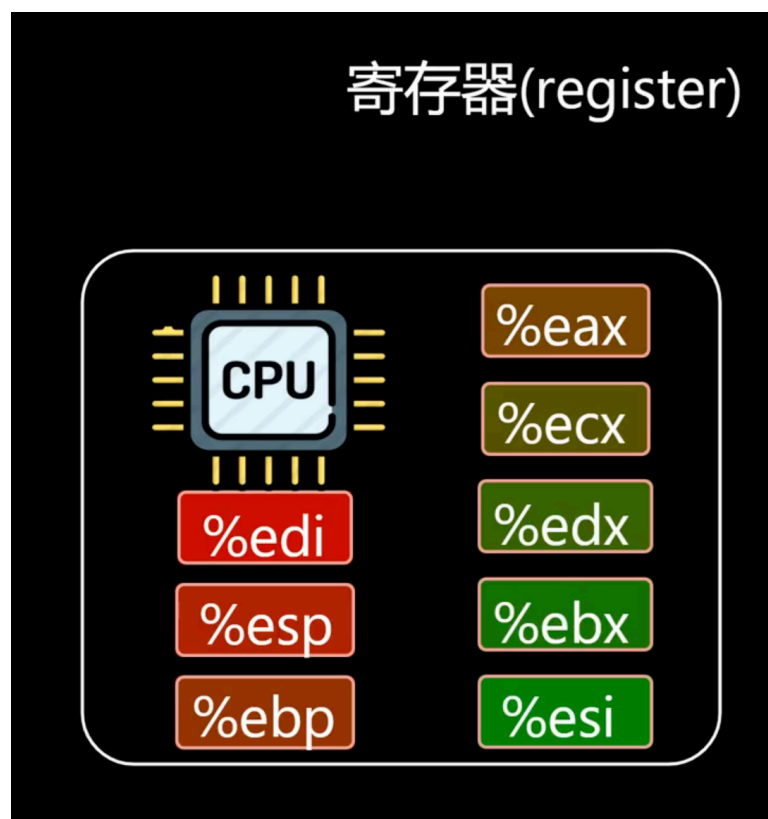 寄存器(register)
CPU
%edi
%esp
%ebp
%eax
%ecx
%edx
%ebx
%esi